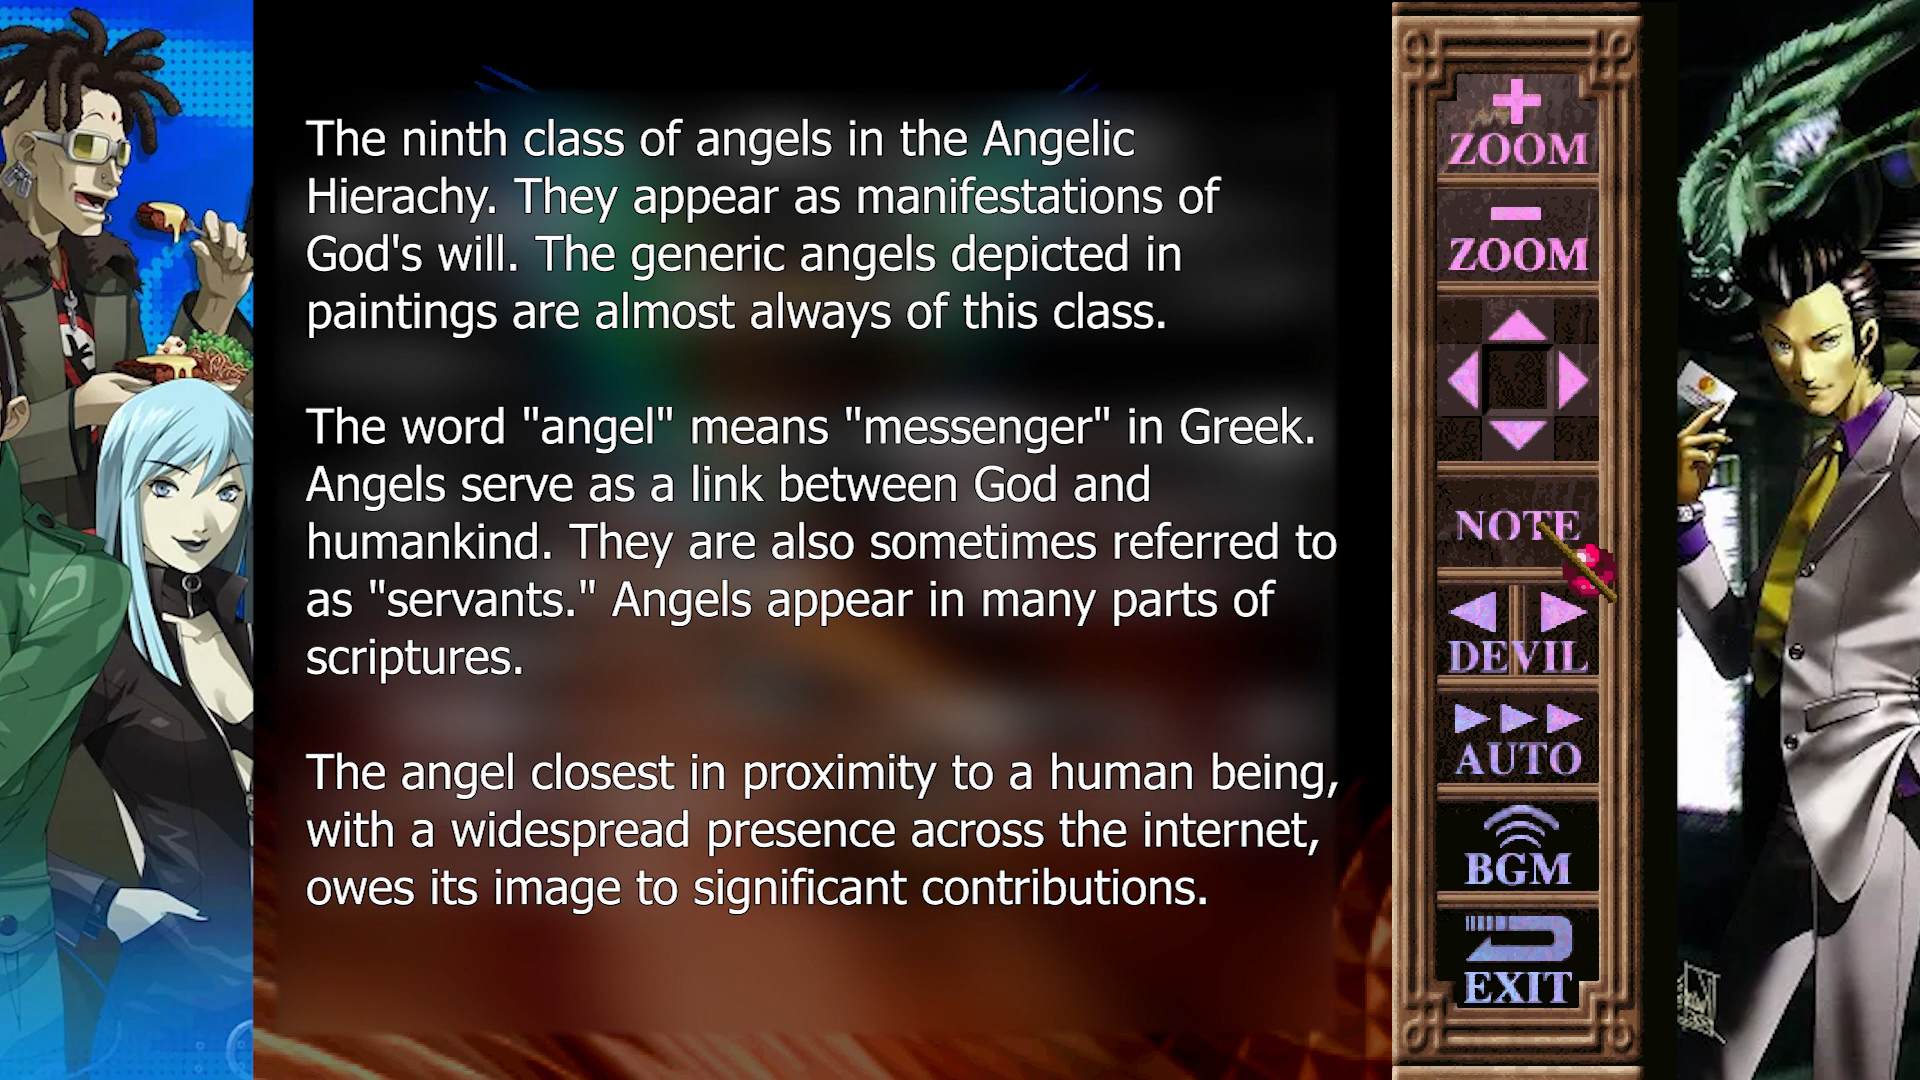 The ninth class of angels in the Angelic
Hierachy. They appear as manifestations of
God's will. The generic angels depicted in
paintings are almost always of this class.
The word "angel" means "messenger" in Greek.
Angels serve as a link between God and
humankind. They are also sometimes referred to
as "servants." Angels appear in many parts of
scriptures.
The angel closest in proximity to a human being,
with a widespread presence across the internet,
owes its image to significant contributions.
ZOOM
ZOOM
NOTE
DEVIL
AUTO
BGM
EXIT